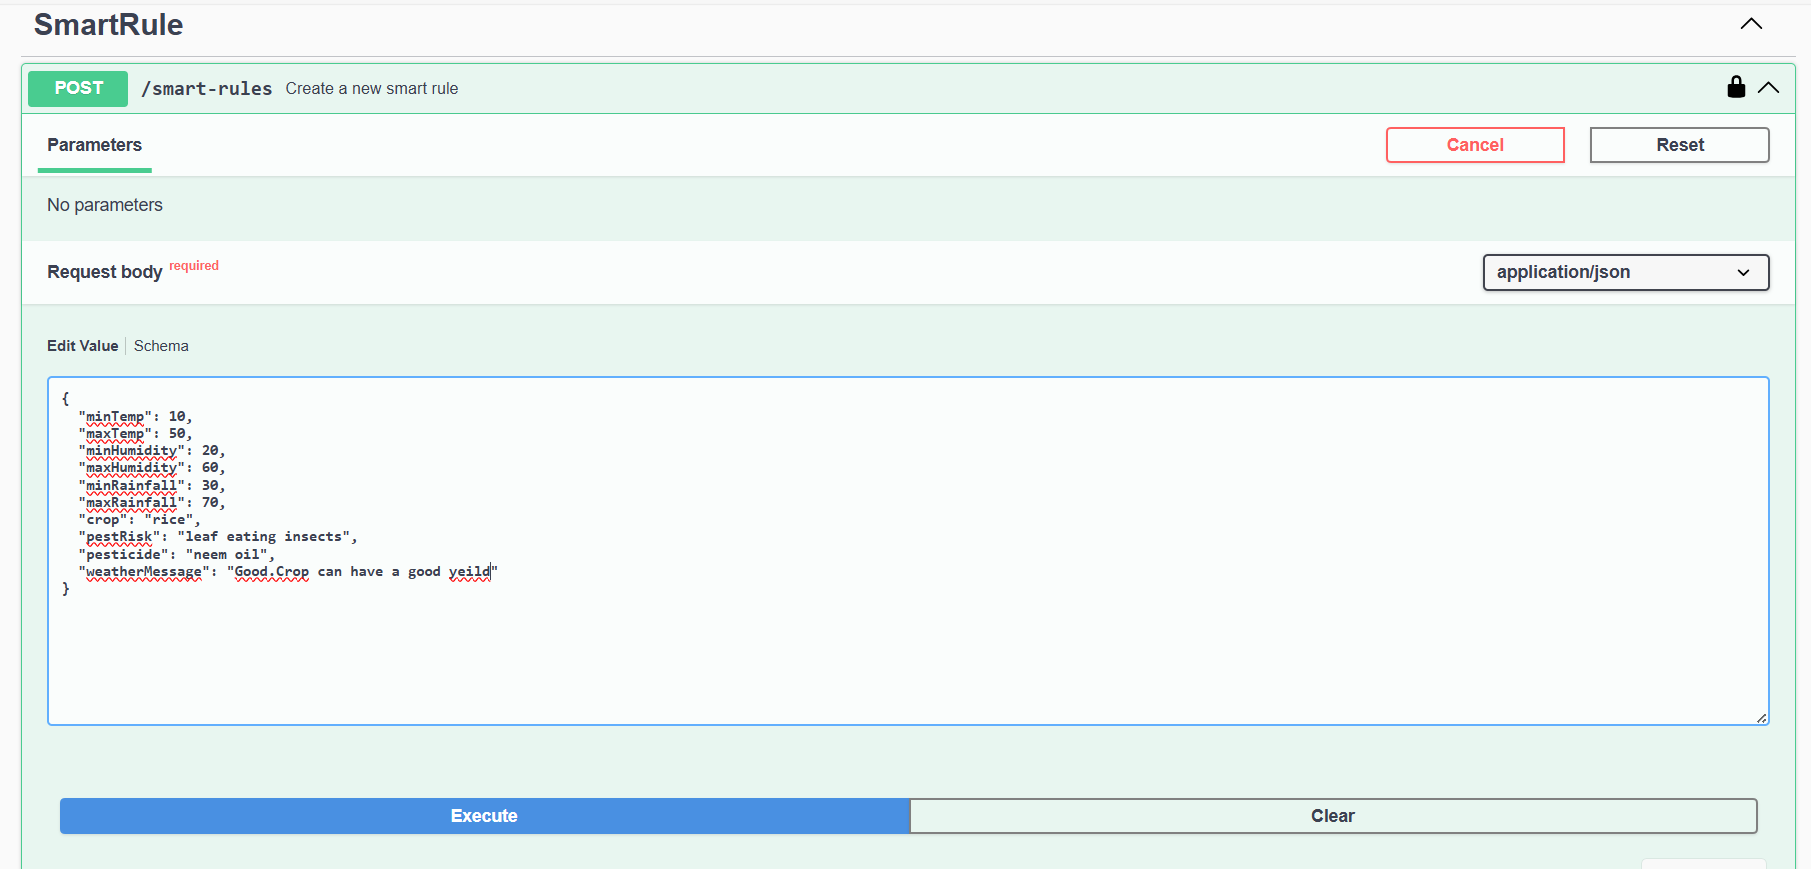 SmartRule
POST /smart-rules Create a new smart rule
Parameters
Cancel
Reset
No parameters
Request body required
application/json
Edit Value Schema
{
  "minTemp": 10,
  "maxTemp": 50,
  "minHumidity": 20,
  "maxHumidity": 60,
  "minRainfall": 30,
  "maxRainfall": 70,
  "crop": "rice",
  "pestRisk": "leaf eating insects",
  "pesticide": "neem oil",
  "weatherMessage": "Good.Crop can have a good yeild"
}
Execute
Clear